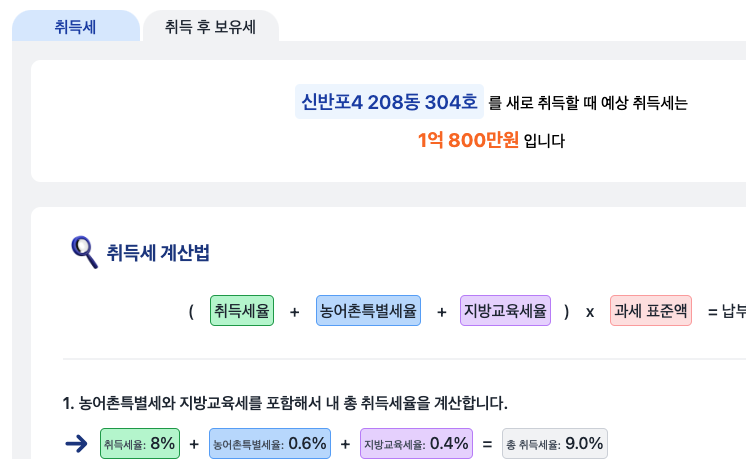 취득세 취득 후 보유세
신반포4 208동 304호 를 새로 취득할 때 예상 취득세는
1억 800만원 입니다
취득세 계산법
( 취득세율 + 농어촌특별세율 + 지방교육세율 ) x 과세 표준액 = 납부
1. 농어촌특별세와 지방교육세를 포함해서 내 총 취득세율을 계산합니다.
취득세율: 8% + 농어촌특별세율: 0.6% + 지방교육세율: 0.4% = 총 취득세율: 9.0%